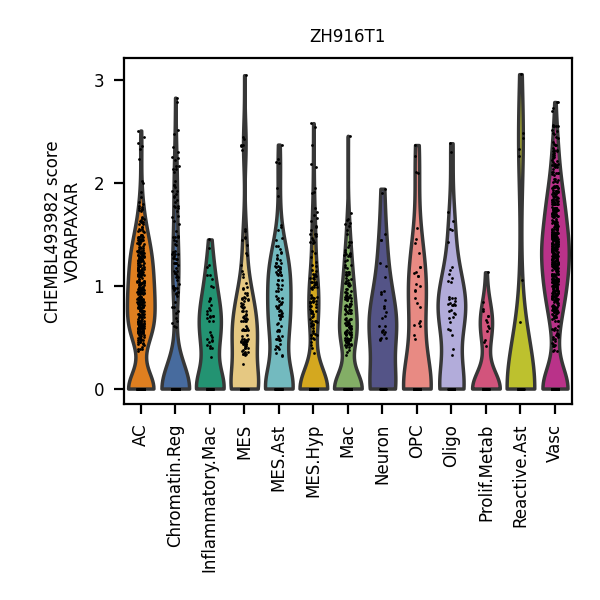 ZH916T1
CHEMBL493982 score
VORAPAXAR
3
2
1
0
AC
Chromatin.Reg
Inflammatory.Mac
MES
MES.Ast
MES.Hyp
Mac
Neuron
OPC
Oligo
Prolif.Metab
Reactive.Ast
Vasc